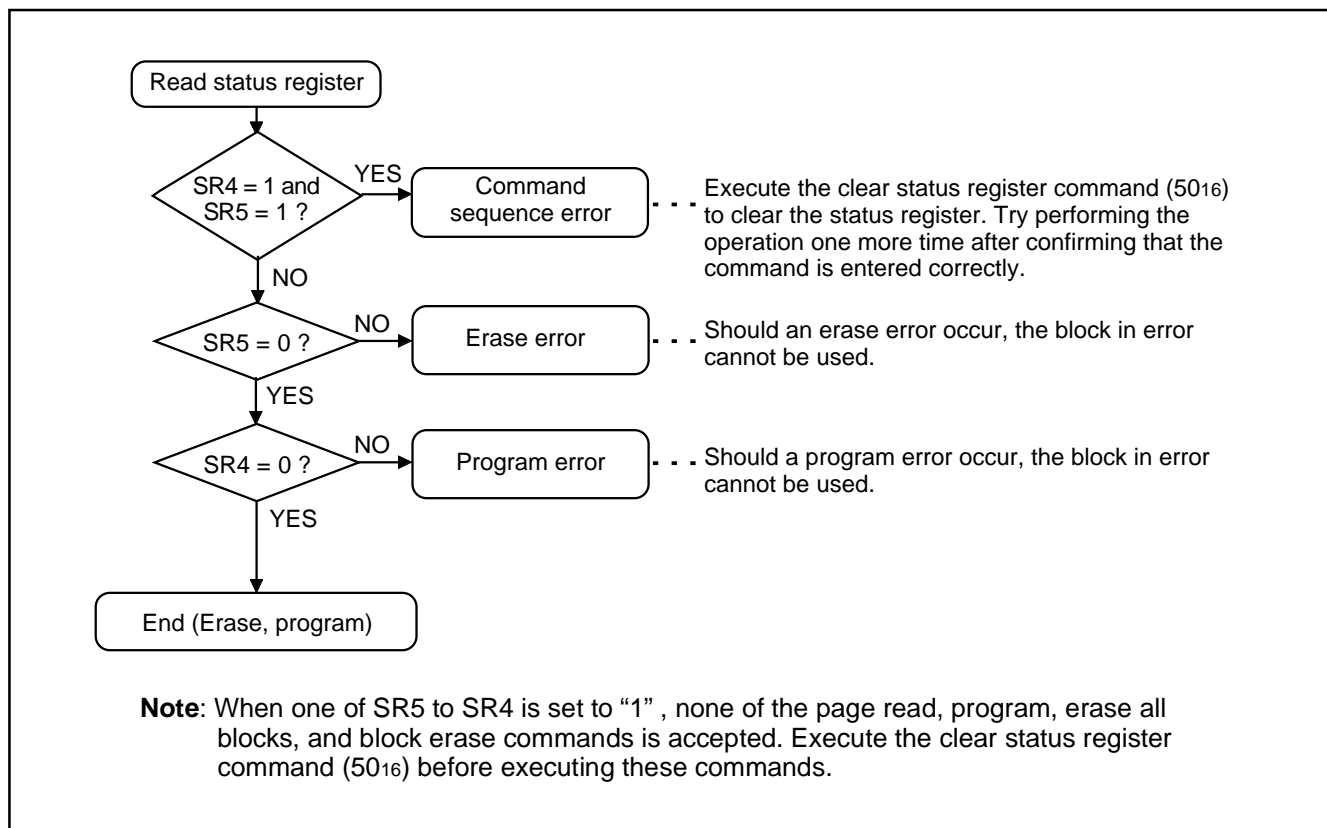 Read status register
SR4 = 1 and
SR5 = 1 ?
YES
Command
sequence error
Execute the clear status register command (5016)
to clear the status register. Try performing the
operation one more time after confirming that the
command is entered correctly.
NO
SR5 = 0 ?
NO
Erase error
Should an erase error occur, the block in error
cannot be used.
YES
SR4 = 0 ?
NO
Program error
Should a program error occur, the block in error
cannot be used.
YES
End (Erase, program)
Note: When one of SR5 to SR4 is set to “1” , none of the page read, program, erase all
blocks, and block erase commands is accepted. Execute the clear status register
command (5016) before executing these commands.